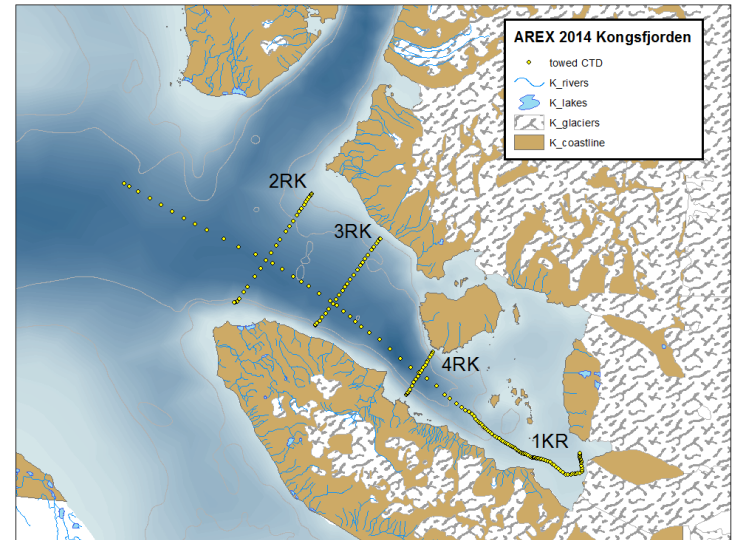 AREX 2014 Kongsfjorden
towed CTD
K_rivers
K_lakes
K_glaciers
K_coastline
2RK
3RK
4RK
1KR